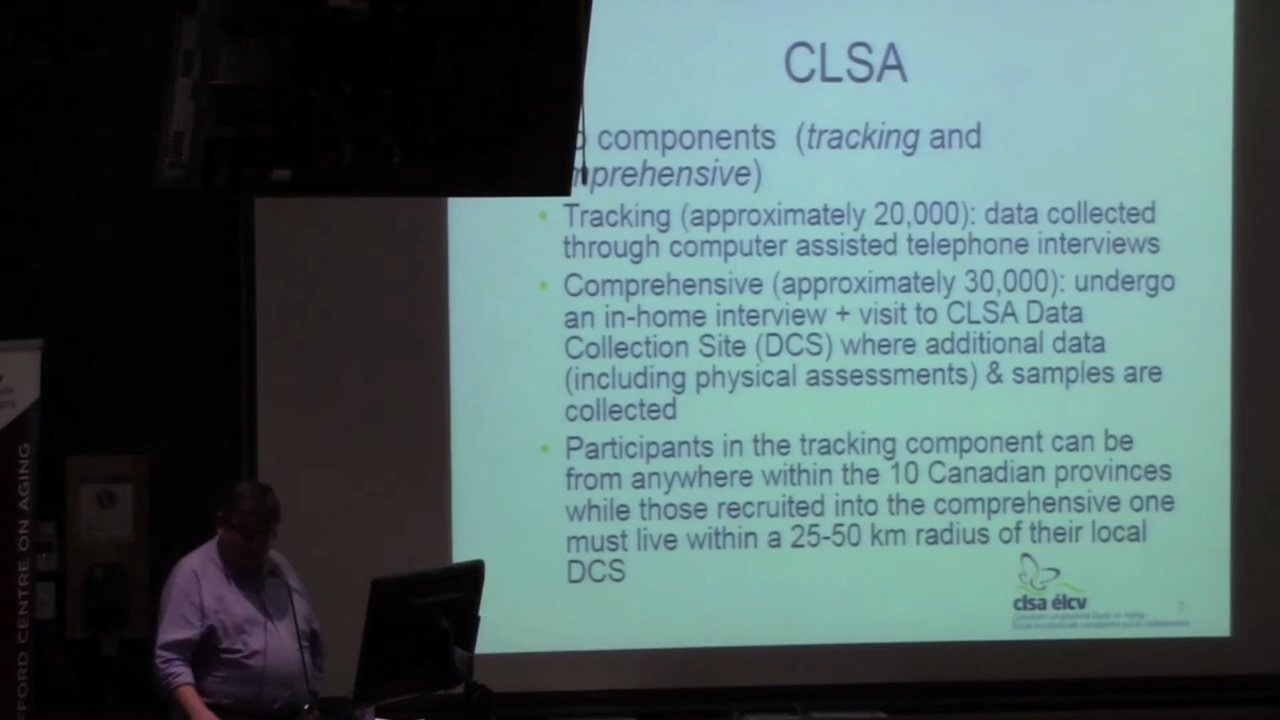 CLSA
components (tracking and
mprehensive)
• Tracking (approximately 20,000): data collected
through computer assisted telephone interviews
• Comprehensive (approximately 30,000): undergo
an in-home interview + visit to CLSA Data
Collection Site (DCS) where additional data
(including physical assessments) & samples are
collected
• Participants in the tracking component can be
from anywhere within the 10 Canadian provinces
while those recruited into the comprehensive one
must live within a 25-50 km radius of their local
DCS
clsa élcv
FFORD CENTRE ON AGING